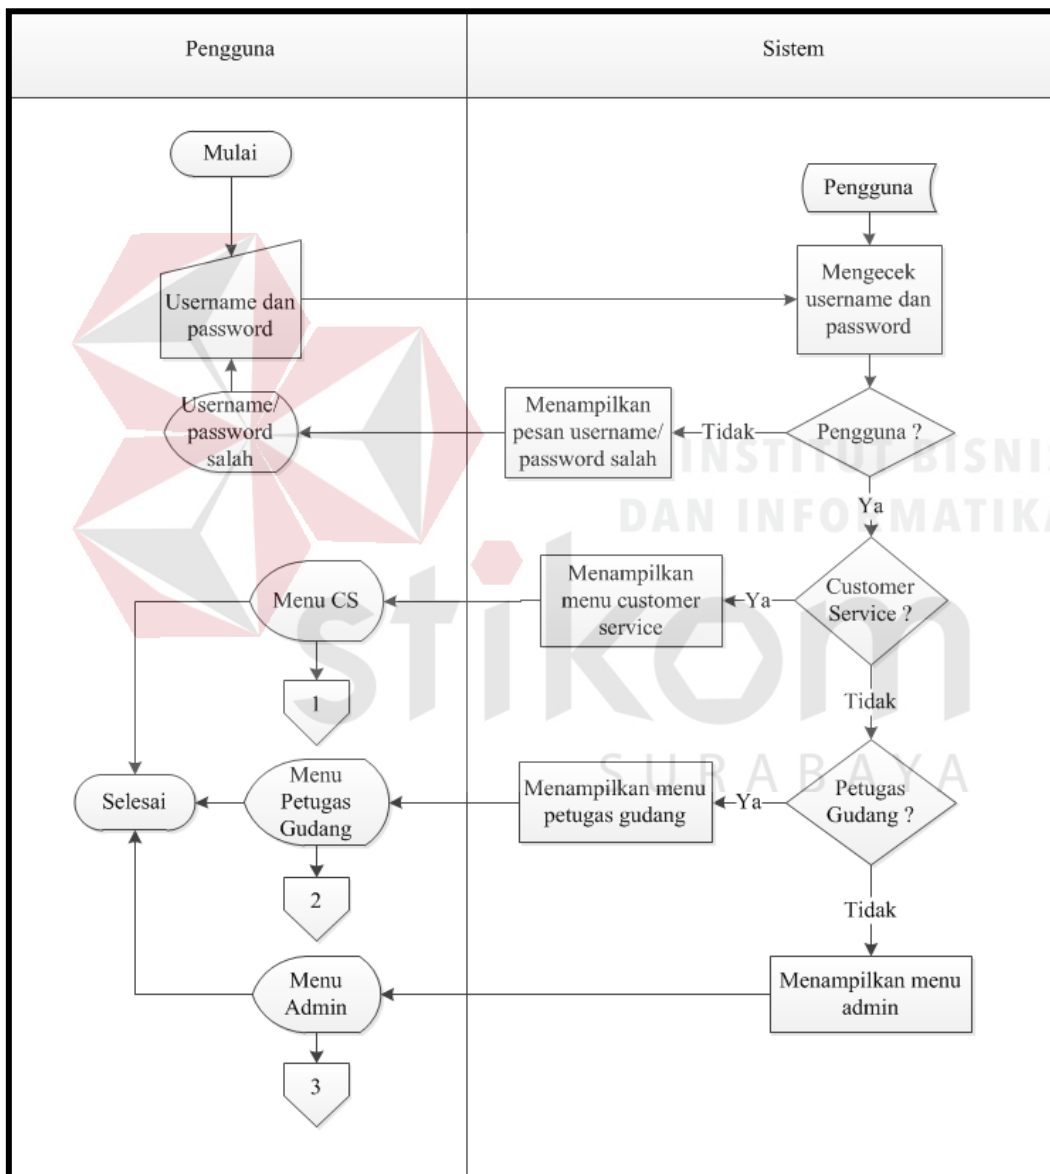 Pengguna
Sistem
Mulai
Pengguna
Username dan
password
Mengecek
username dan
password
Username/
password
salah
Menampilkan
pesan username/
password salah
Tidak
Pengguna ?
INSTITUT BISNIS
DAN INFORMATIKA
Ya
Menu CS
Menampilkan
menu customer
service
Ya
Customer
Service ?
stikom
1
Tidak
SURABAYA
Selesai
Menu
Petugas
Gudang
Menampilkan menu
petugas gudang
Ya
Petugas
Gudang ?
2
Tidak
Menu
Admin
Menampilkan menu
admin
3